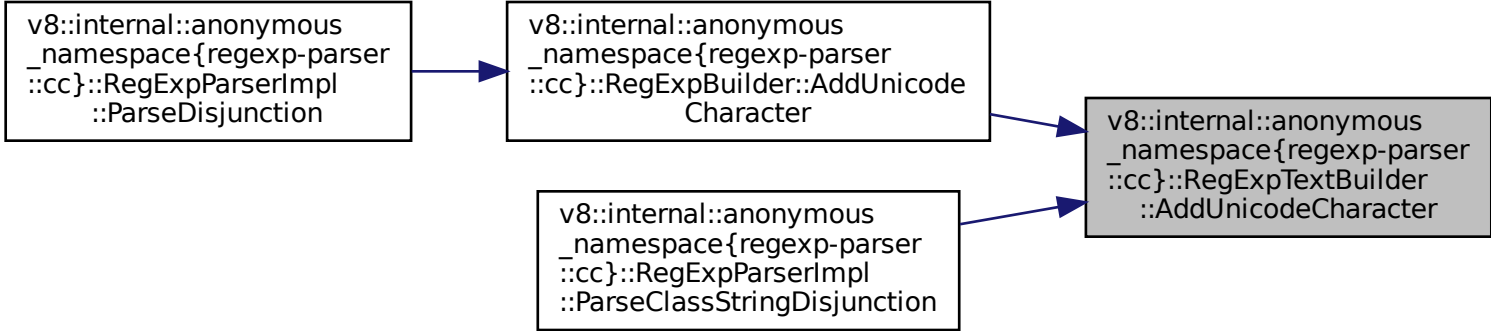 v8::internal::anonymous
_namespace{regexp-parser
::cc}::RegExpParserImpl
::ParseDisjunction
v8::internal::anonymous
_namespace{regexp-parser
::cc}::RegExpBuilder::AddUnicode
Character
v8::internal::anonymous
_namespace{regexp-parser
::cc}::RegExpTextBuilder
::AddUnicodeCharacter
v8::internal::anonymous
_namespace{regexp-parser
::cc}::RegExpParserImpl
::ParseClassStringDisjunction